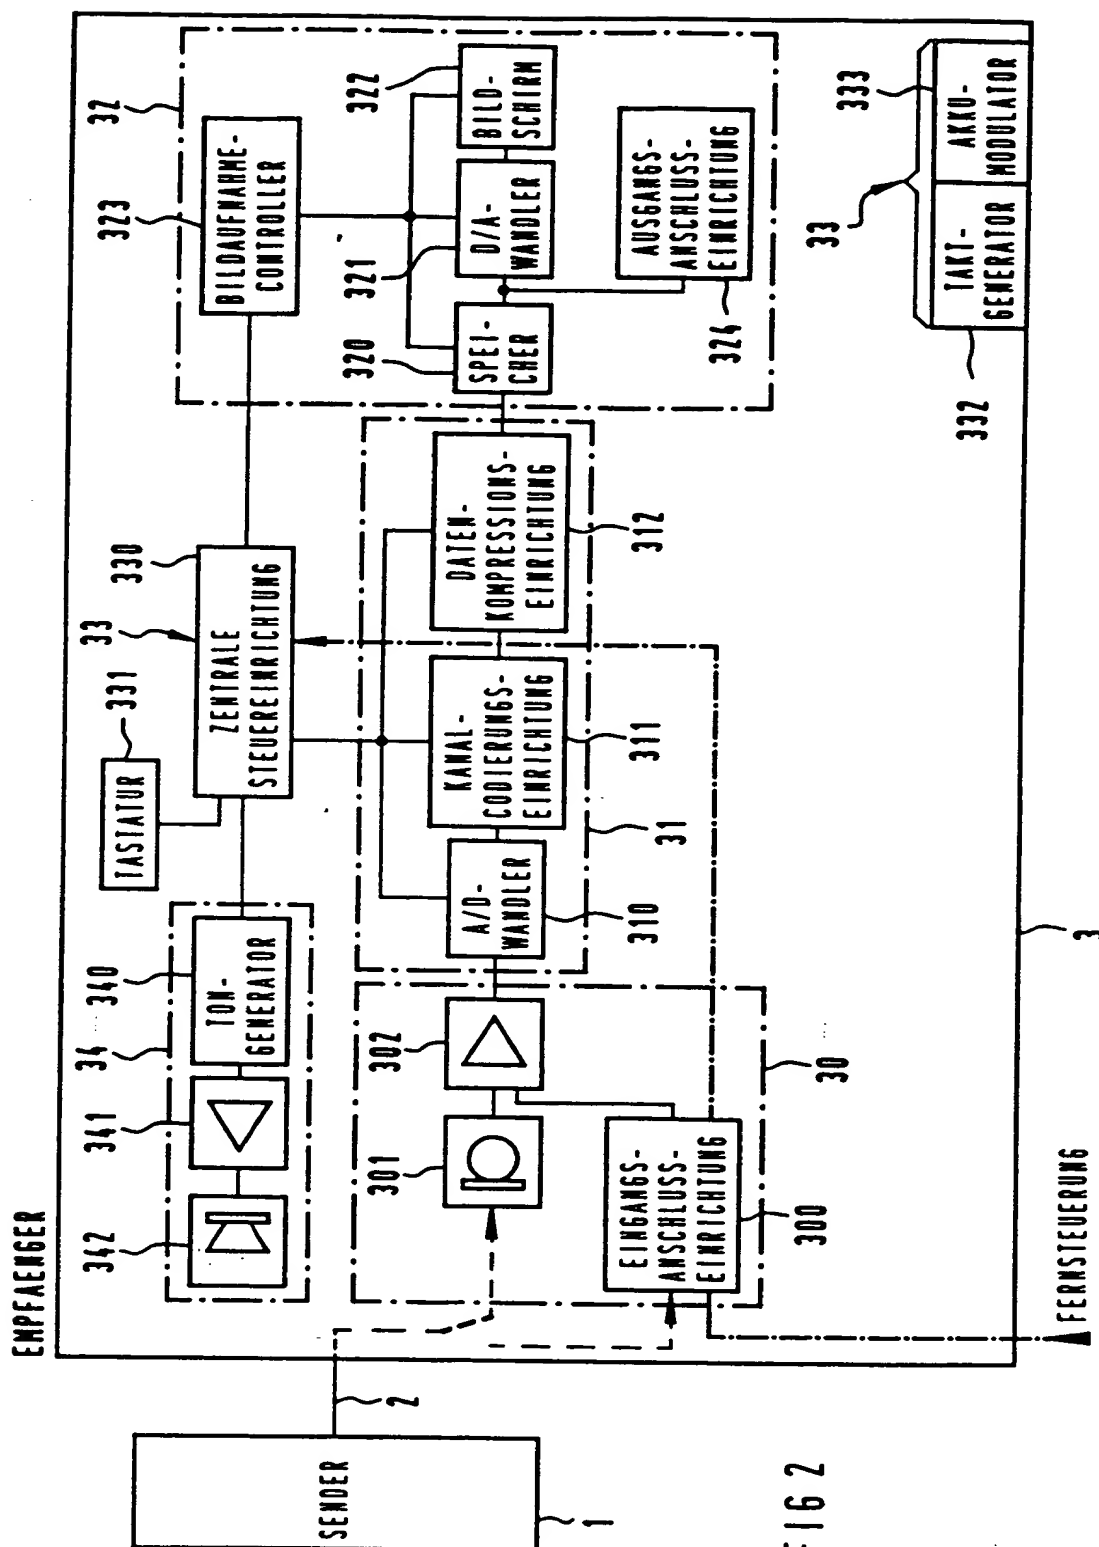 EMPFAENGER
SENDER
1
2
342
341
34
340
TON-
GENERATOR
TASTATUR
331
33
330
ZENTRALE
STEUEREINRICHTUNG
32
323
BILDAUFNAHME-
CONTROLLER
322
BILD-
SCHIRM
321
D/A-
WANDLER
320
SPEI-
CHER
324
AUSGANGS-
ANSCHLUSS-
EINRICHTUNG
312
DATEN-
KOMPRESSIONS-
EINRICHTUNG
311
KANAL-
CODIERUNGS-
EINRICHTUNG
31
310
A/D-
WANDLER
302
301
30
300
EINGANGS-
ANSCHLUSS-
EINRICHTUNG
33
332
TAKT-
GENERATOR
333
AKKU-
MODULATOR
3
FERNSTEUERUNG
FIG 2